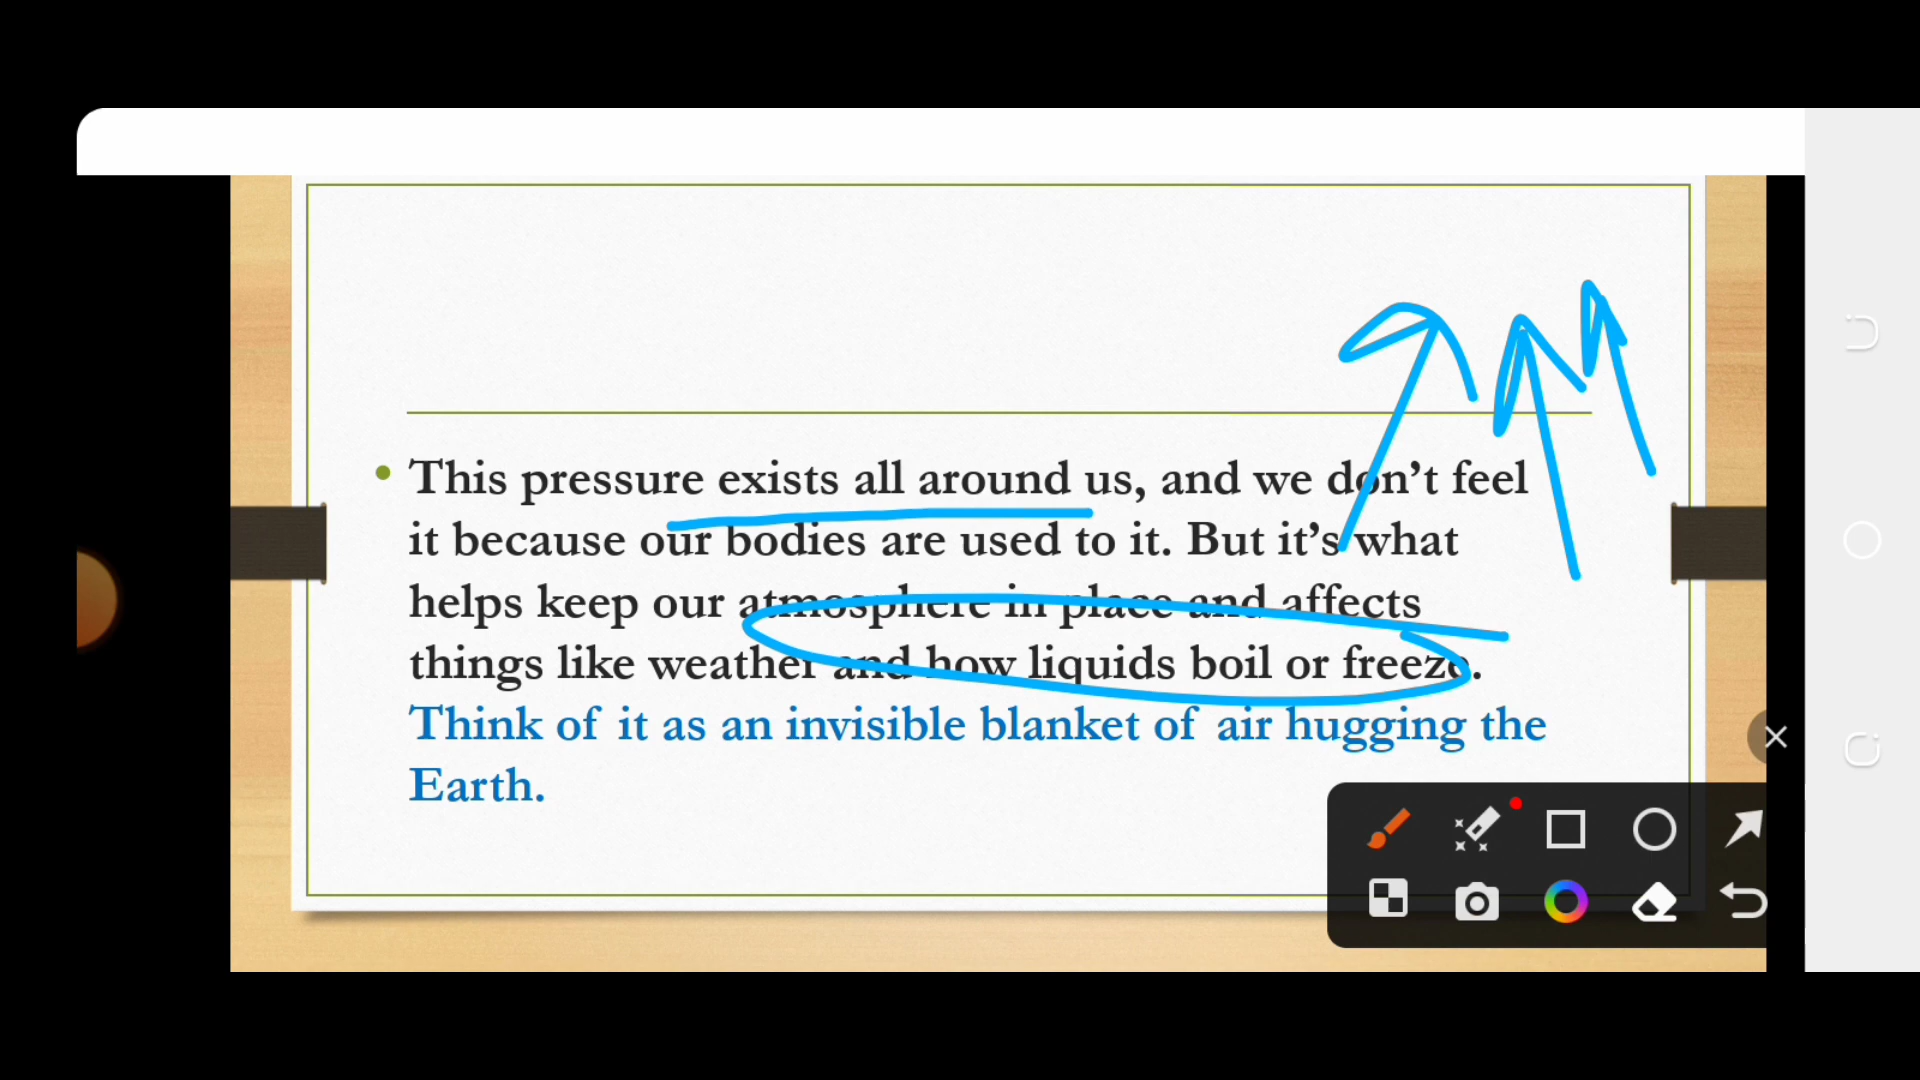 This pressure exists all around us, and we don’t feel
it because our bodies are used to it. But it’s what
helps keep our atmosphere in place and affects
things like weather and how liquids boil or freeze.
Think of it as an invisible blanket of air hugging the
Earth.